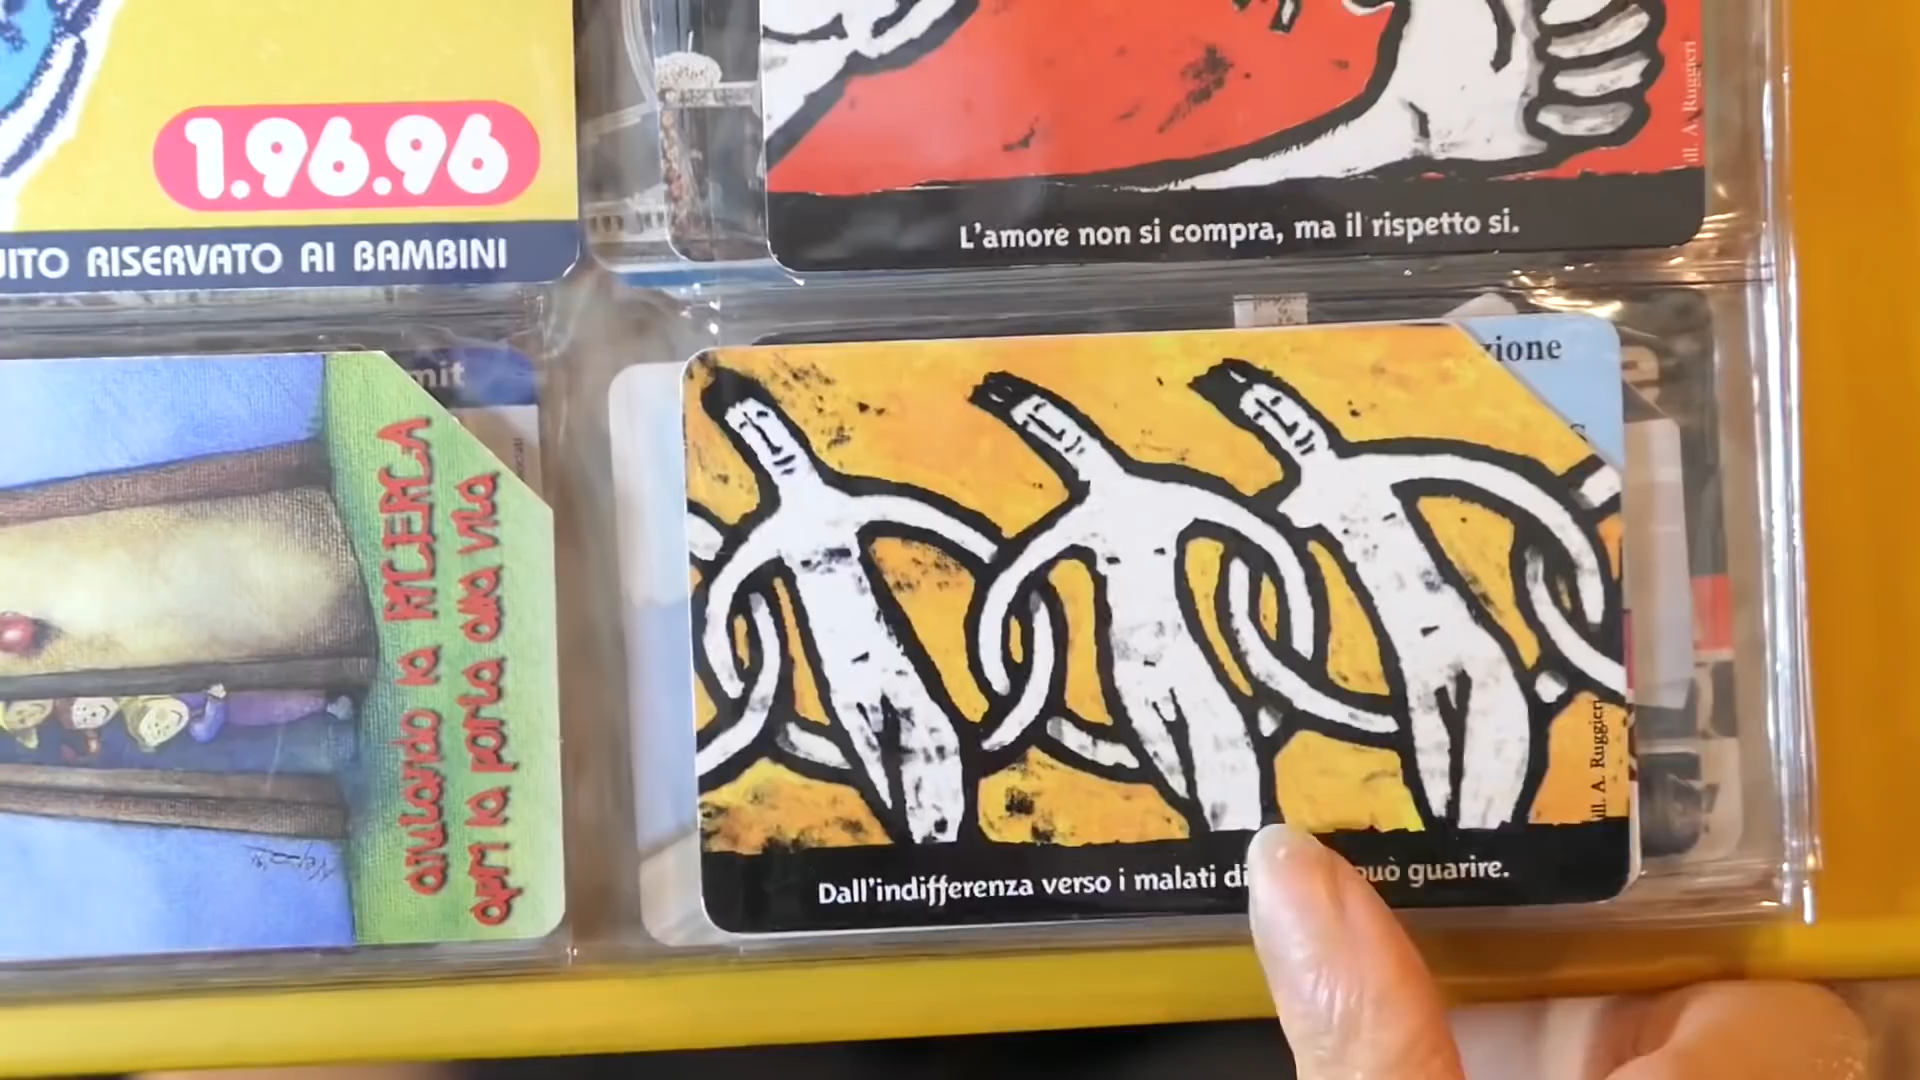 1.96.96
UITO RISERVATO AI BAMBINI
L'amore non si compra, ma il rispetto si.
ill. A. Ruggieri
mit
aiutando la RICERCA
apri la porta alla vita
zione
Dall'indifferenza verso i malati di può guarire.
ill. A. Ruggieri